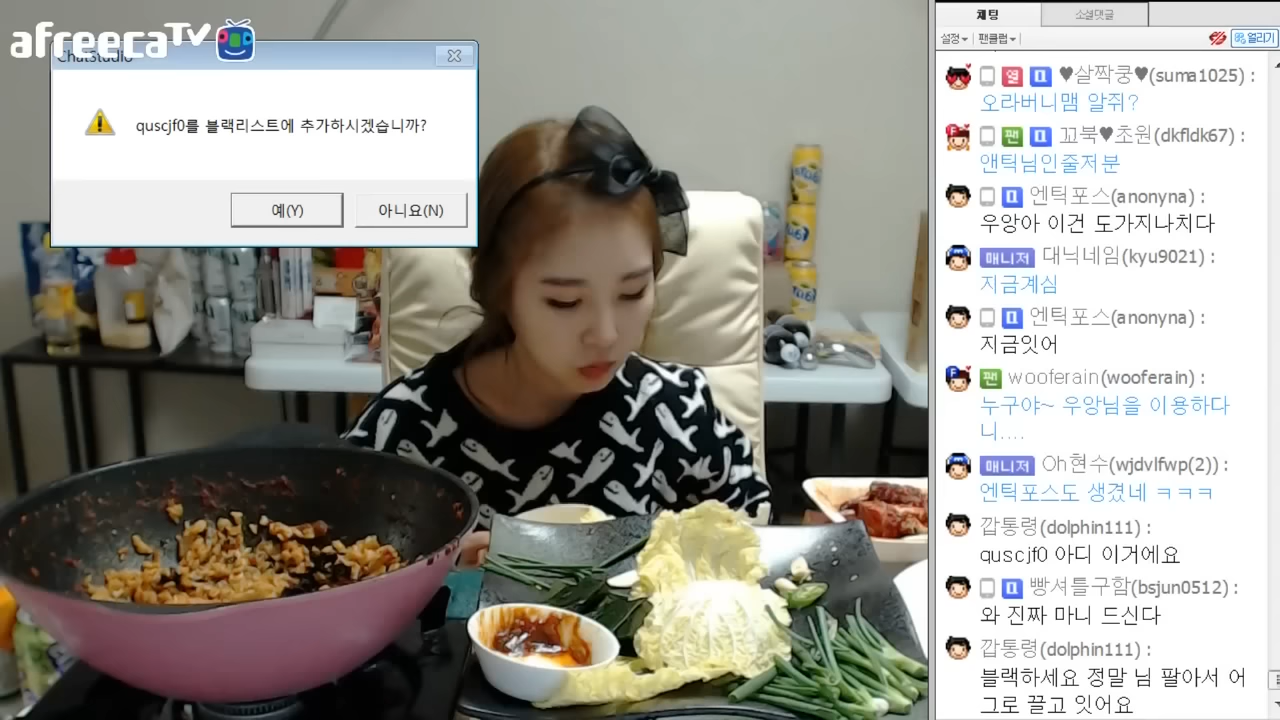 afreecaTV
ChatStudio
quscjf0를 블랙리스트에 추가하시겠습니까?
예(Y)
아니요(N)
채팅
소셜댓글
설정
팬클럽
얼리기
열 ♥살짝쿵♥(suma1025) :
오라버니맴 알쥐?
팬 꼬북♥초원(dkfldk67) :
앤틱님인줄저분
엔틱포스(anonyna) :
우앙아 이건 도가지나치다
매니저 대닉네임(kyu9021) :
지금계심
엔틱포스(anonyna) :
지금잇어
팬 wooferain(wooferain) :
누구야~ 우앙님을 이용하다
니....
매니저 Oh현수(wjdvlfwp(2)) :
엔틱포스도 생겼네 ㅋㅋㅋ
깝통령(dolphin111) :
quscjf0 아디 이거에요
빵셔틀구함(bsjun0512) :
와 진짜 마니 드신다
깝통령(dolphin111) :
블랙하세요 정말 님 팔아서 어
그로 끌고 잇어요